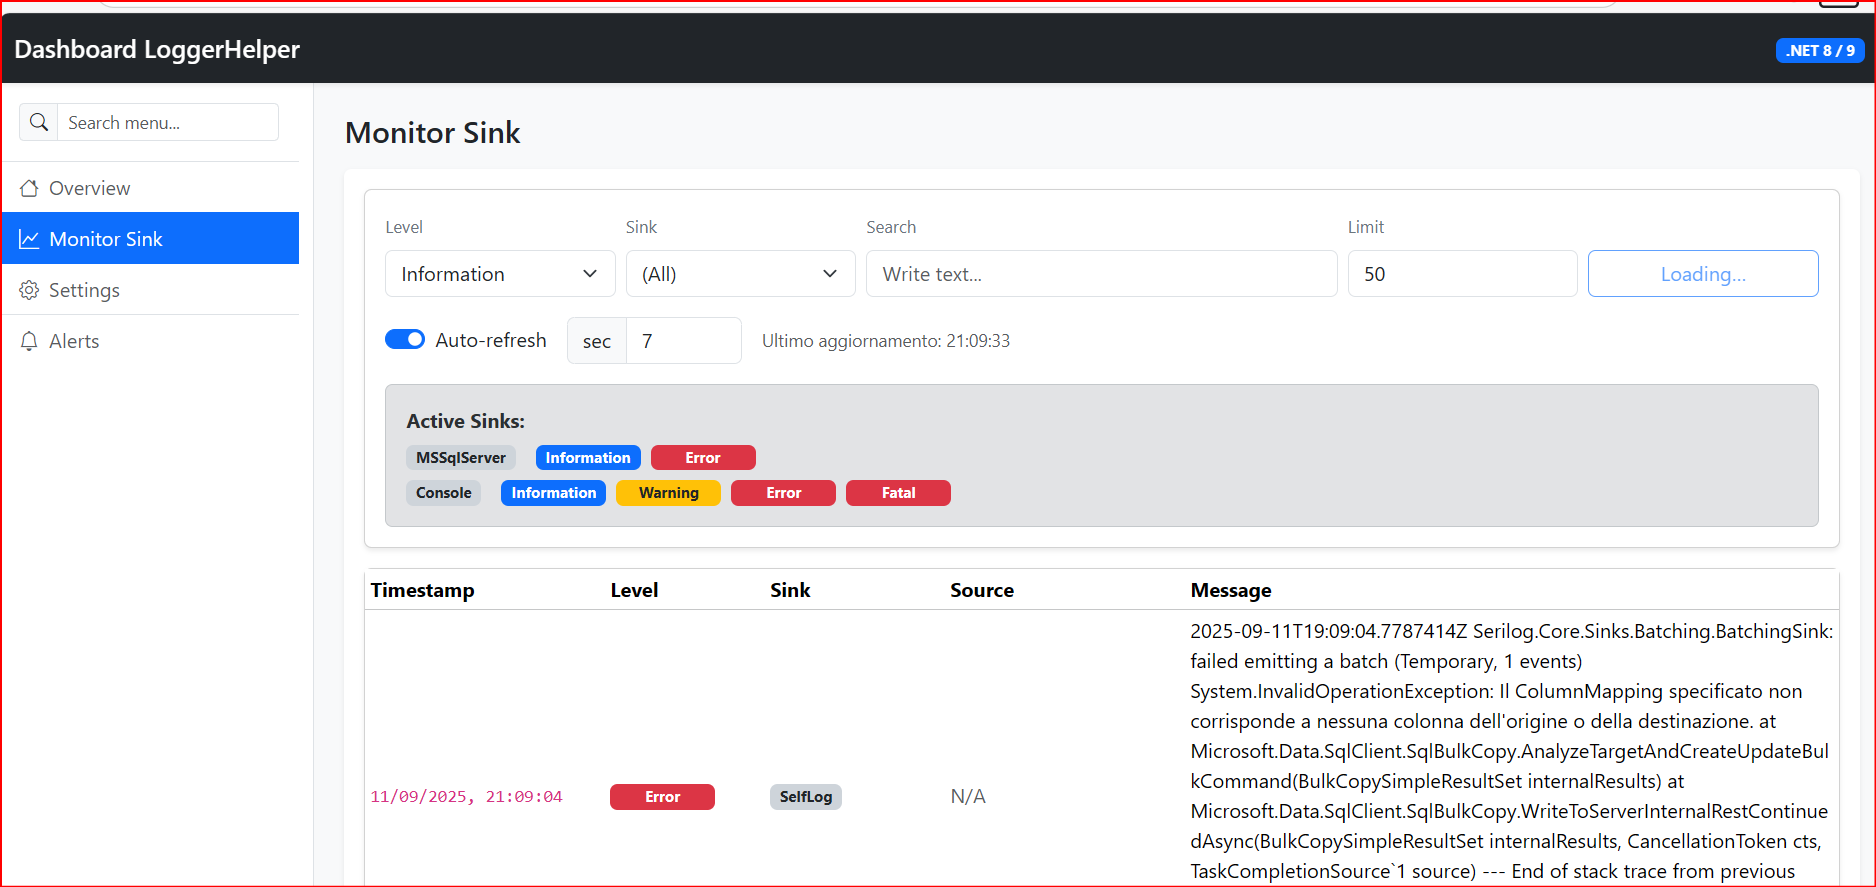 Dashboard LoggerHelper
.NET 8 / 9
Search menu...
Overview
Monitor Sink
Settings
Alerts
Monitor Sink
Level
Sink
Search
Limit
Information
(All)
Write text...
50
Loading...
Auto-refresh
sec
7
Ultimo aggiornamento: 21:09:33
Active Sinks:
MSSqlServer Information Error
Console Information Warning Error Fatal
Timestamp Level Sink Source Message
11/09/2025, 21:09:04 Error SelfLog N/A
2025-09-11T19:09:04.7787414Z Serilog.Core.Sinks.Batching.BatchingSink:
failed emitting a batch (Temporary, 1 events)
System.InvalidOperationException: Il ColumnMapping specificato non
corrisponde a nessuna colonna dell'origine o della destinazione. at
Microsoft.Data.SqlClient.SqlBulkCopy.AnalyzeTargetAndCreateUpdateBul
kCommand(BulkCopySimpleResultSet internalResults) at
Microsoft.Data.SqlClient.SqlBulkCopy.WriteToServerInternalRestContinue
dAsync(BulkCopySimpleResultSet internalResults, CancellationToken cts,
TaskCompletionSource`1 source) --- End of stack trace from previous